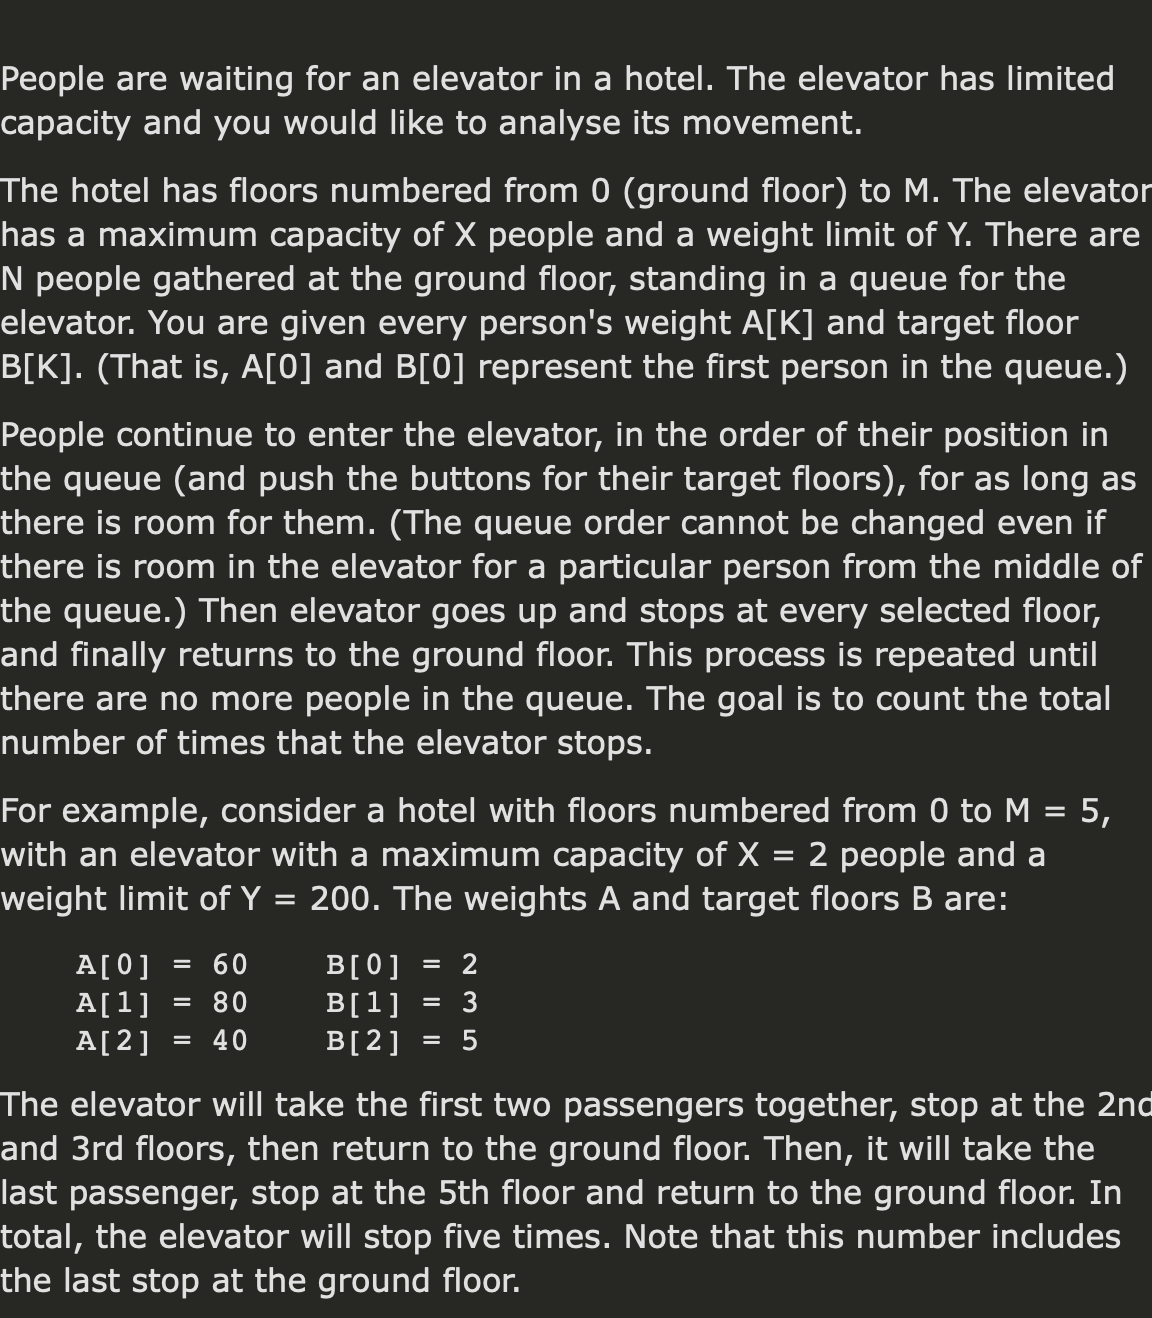 People are waiting for an elevator in a hotel. The elevator has limited
capacity and you would like to analyse its movement.
The hotel has floors numbered from 0 (ground floor) to M. The elevator
has a maximum capacity of X people and a weight limit of Y. There are
N people gathered at the ground floor, standing in a queue for the
elevator. You are given every person's weight A[K] and target floor
B[K]. (That is, A[0] and B[0] represent the first person in the queue.)
People continue to enter the elevator, in the order of their position in
the queue (and push the buttons for their target floors), for as long as
there is room for them. (The queue order cannot be changed even if
there is room in the elevator for a particular person from the middle of
the queue.) Then elevator goes up and stops at every selected floor,
and finally returns to the ground floor. This process is repeated until
there are no more people in the queue. The goal is to count the total
number of times that the elevator stops.
For example, consider a hotel with floors numbered from 0 to M = 5,
with an elevator with a maximum capacity of X = 2 people and a
weight limit of Y = 200. The weights A and target floors B are:
A[0] = 60    B[0] = 2
A[1] = 80    B[1] = 3
A[2] = 40    B[2] = 5
The elevator will take the first two passengers together, stop at the 2nd
and 3rd floors, then return to the ground floor. Then, it will take the
last passenger, stop at the 5th floor and return to the ground floor. In
total, the elevator will stop five times. Note that this number includes
the last stop at the ground floor.